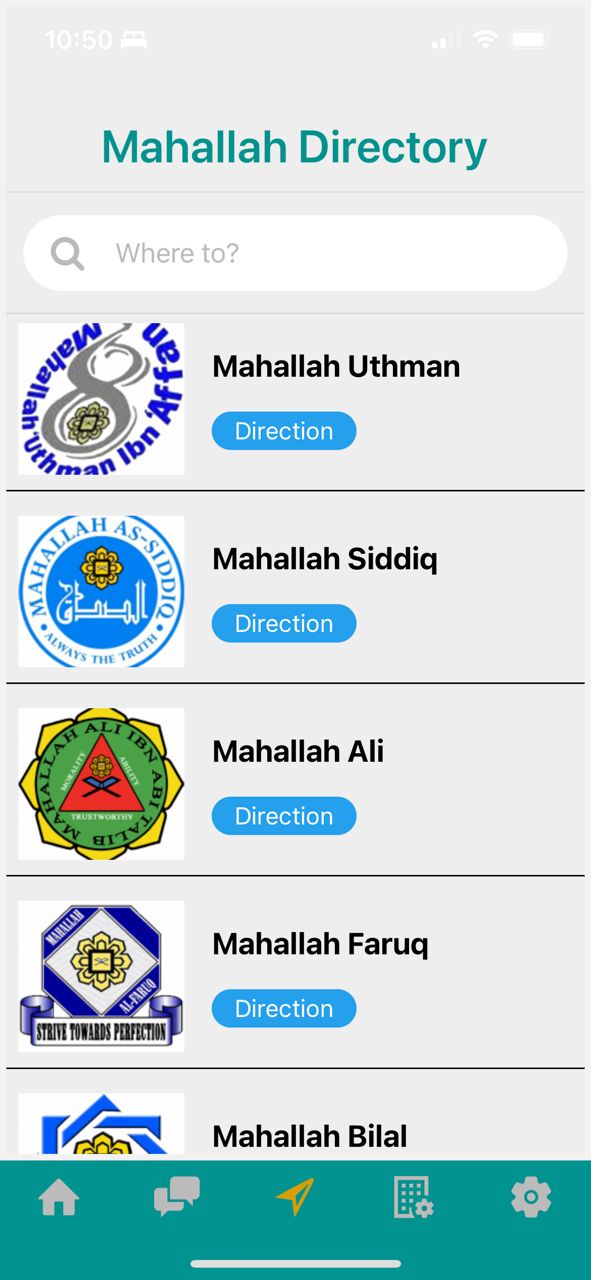 10:50
Mahallah Directory
Where to?
Mahallah 'Uthman Ibn 'Affan
Mahallah Uthman
Direction
MAHALLAH AS-SIDDIQ
الصديق
• ALWAYS THE TRUTH •
Mahallah Siddiq
Direction
MAHALLAH ALI IBN ABI TALIB
MORALITY
ABILITY
TRUSTWORTHY
Mahallah Ali
Direction
MAHALLAH
AL-FARUQ
STRIVE TOWARDS PERFECTION
Mahallah Faruq
Direction
Mahallah Bilal